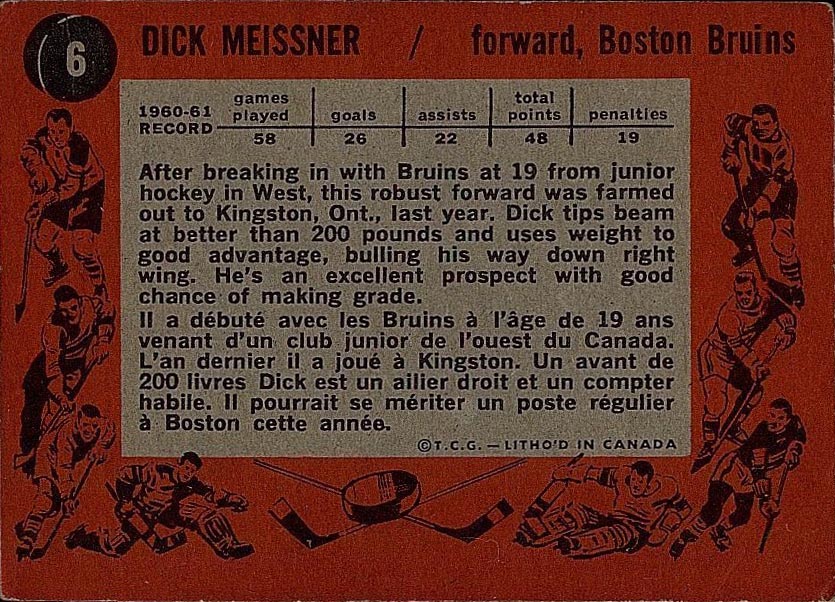 6 DICK MEISSNER / forward, Boston Bruins
1960-61 RECORD games played goals assists total points penalties
58 26 22 48 19
After breaking in with Bruins at 19 from junior
hockey in West, this robust forward was farmed
out to Kingston, Ont., last year. Dick tips beam
at better than 200 pounds and uses weight to
good advantage, bulling his way down right
wing. He's an excellent prospect with good
chance of making grade.
Il a débuté avec les Bruins à l'âge de 19 ans
venant d'un club junior de l'ouest du Canada.
L'an dernier il a joué à Kingston. Un avant de
200 livres Dick est un ailier droit et un compter
habile. Il pourrait se mériter un poste régulier
à Boston cette année.
©T.C.G. — LITHO'D IN CANADA